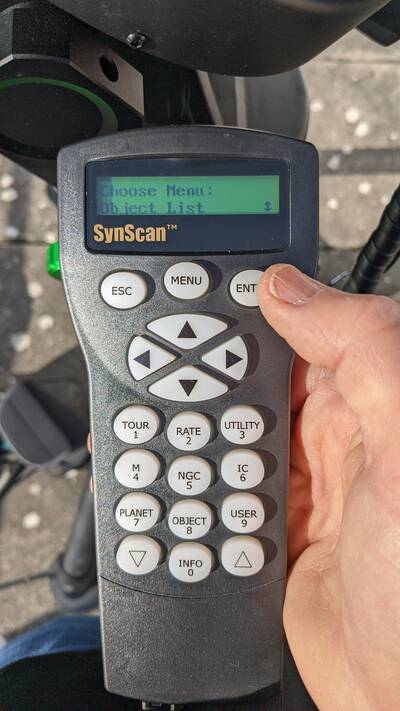 Choose Menu:
Object List
SynScan™
ESC
MENU
ENT
TOUR
1
RATE
2
UTILITY
3
M
4
NGC
5
IC
6
PLANET
7
OBJECT
8
USER
9
INFO
0